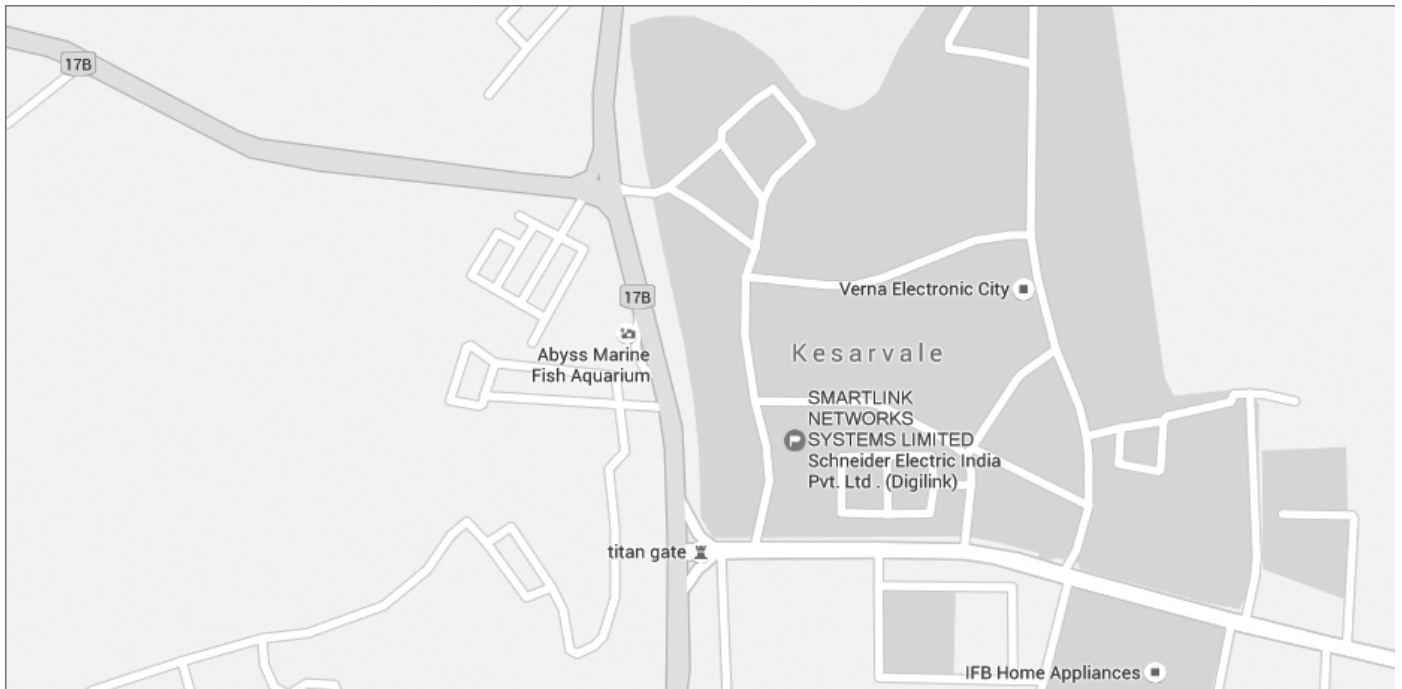 17B
Verna Electronic City
17B
Abyss Marine
Fish Aquarium
Kesarvale
SMARTLINK
NETWORKS
SYSTEMS LIMITED
Schneider Electric India
Pvt. Ltd . (Digilink)
titan gate
IFB Home Appliances